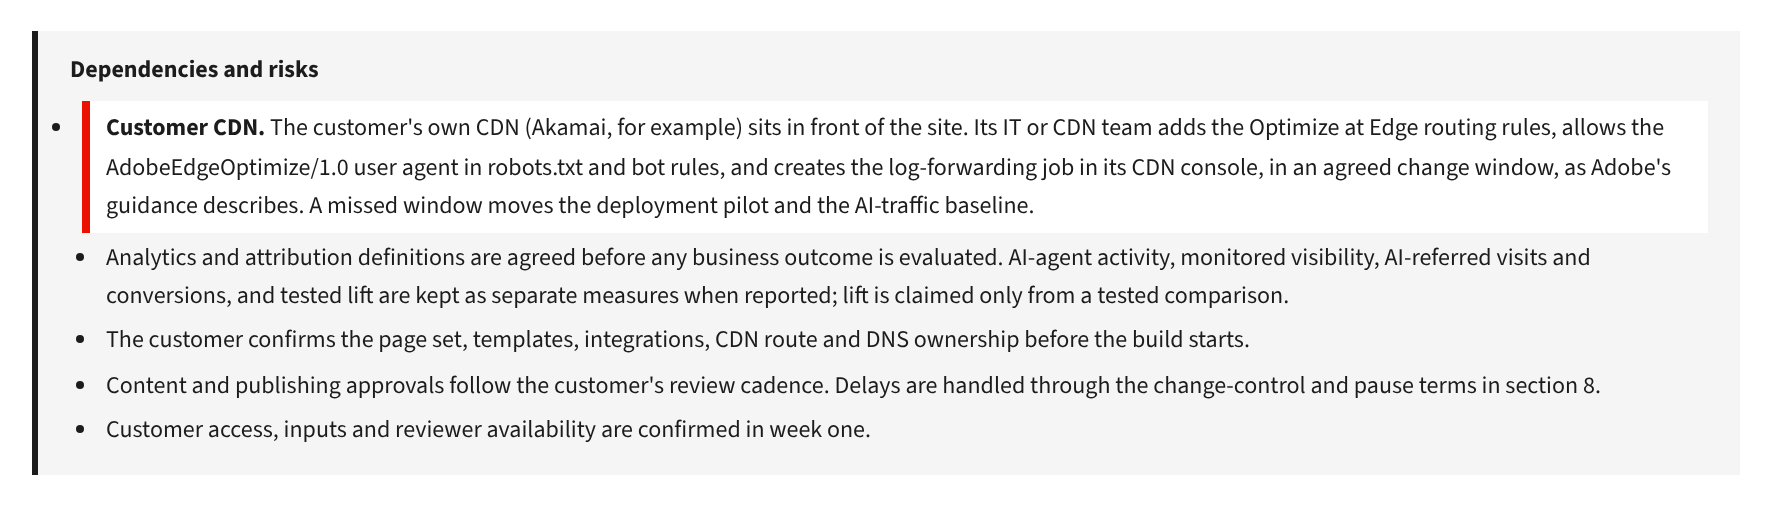 Dependencies and risks
• Customer CDN. The customer's own CDN (Akamai, for example) sits in front of the site. Its IT or CDN team adds the Optimize at Edge routing rules, allows the
AdobeEdgeOptimize/1.0 user agent in robots.txt and bot rules, and creates the log-forwarding job in its CDN console, in an agreed change window, as Adobe's
guidance describes. A missed window moves the deployment pilot and the AI-traffic baseline.
• Analytics and attribution definitions are agreed before any business outcome is evaluated. AI-agent activity, monitored visibility, AI-referred visits and
conversions, and tested lift are kept as separate measures when reported; lift is claimed only from a tested comparison.
• The customer confirms the page set, templates, integrations, CDN route and DNS ownership before the build starts.
• Content and publishing approvals follow the customer's review cadence. Delays are handled through the change-control and pause terms in section 8.
• Customer access, inputs and reviewer availability are confirmed in week one.